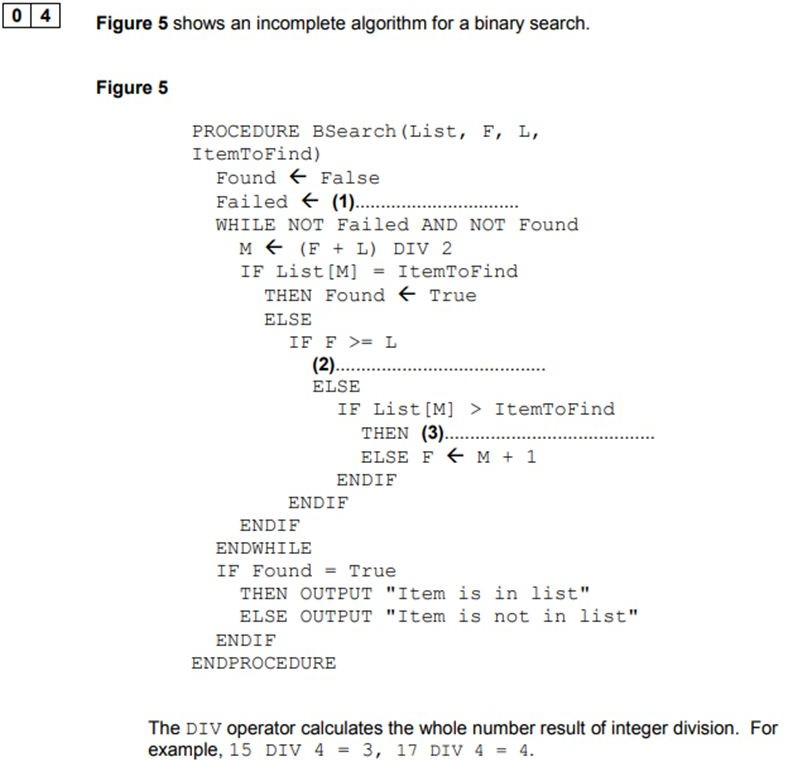 0 4
Figure 5 shows an incomplete algorithm for a binary search.
Figure 5
PROCEDURE BSearch(List, F, L,
ItemToFind)
Found ← False
Failed ← (1)..................................
WHILE NOT Failed AND NOT Found
M ← (F + L) DIV 2
IF List[M] = ItemToFind
THEN Found ← True
ELSE
IF F >= L
(2)..........................................
ELSE
IF List[M] > ItemToFind
THEN (3)..........................................
ELSE F ← M + 1
ENDIF
ENDIF
ENDIF
ENDWHILE
IF Found = True
THEN OUTPUT "Item is in list"
ELSE OUTPUT "Item is not in list"
ENDIF
ENDPROCEDURE
The DIV operator calculates the whole number result of integer division. For
example, 15 DIV 4 = 3, 17 DIV 4 = 4.